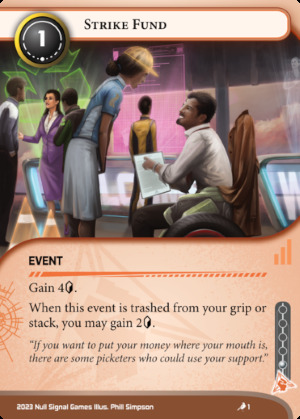 1
STRIKE FUND
EVENT
Gain 4.
When this event is trashed from your grip or
stack, you may gain 2.
"If you want to put your money where your mouth is,
there are some picketers who could use your support."
2023 Null Signal Games Illus. Phill Simpson
1